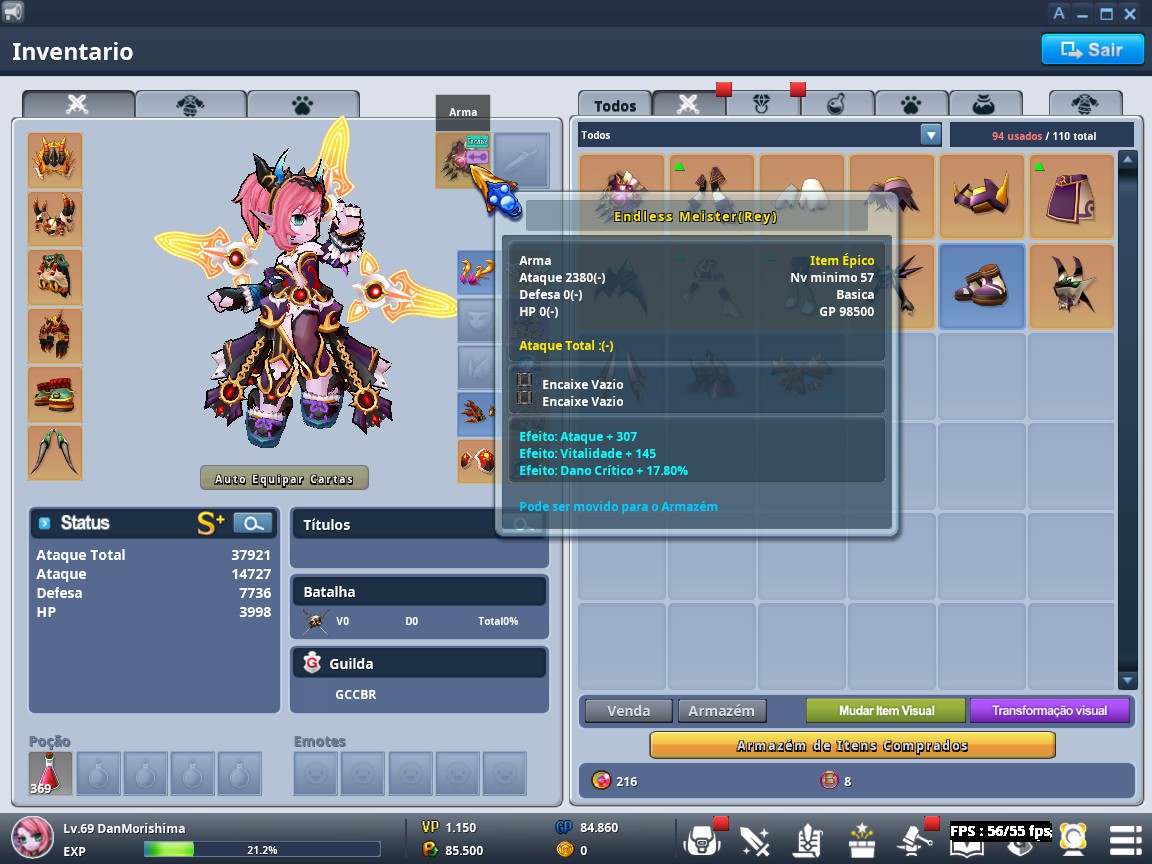 A
Inventario
Sair
Arma
Todos
Todos
94 usados / 110 total
Endless Meister(Rey)
Arma
Item Épico
Ataque 2380(-)
Nv minimo 57
Defesa 0(-)
Basica
HP 0(-)
GP 98500
Ataque Total :(-)
Encaixe Vazio
Encaixe Vazio
Efeito: Ataque + 307
Efeito: Vitalidade + 145
Efeito: Dano Crítico + 17.80%
Pode ser movido para o Armazém
Auto Equipar Cartas
Status
S+
Ataque Total 37921
Ataque 14727
Defesa 7736
HP 3998
Títulos
Batalha
V0 D0 Total0%
G Guilda
GCCBR
Venda
Armazém
Mudar Item Visual
Transformação visual
Armazém de Itens Comprados
216
8
Poção
369
Emotes
Lv.69 DanMorishima
EXP 21.2%
VP 1.150
GP 84.860
85.500
0
FPS : 56/55 fps